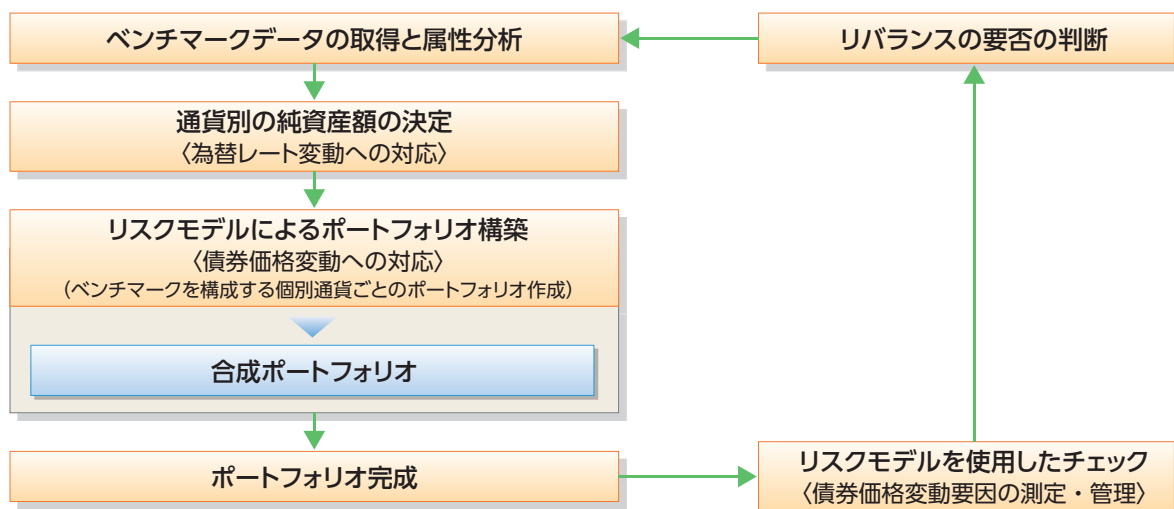 ベンチマークデータの取得と属性分析
リバランスの要否の判断
通貨別の純資産額の決定
〈為替レート変動への対応〉
リスクモデルによるポートフォリオ構築
〈債券価格変動への対応〉
(ベンチマークを構成する個別通貨ごとのポートフォリオ作成)
合成ポートフォリオ
ポートフォリオ完成
リスクモデルを使用したチェック
〈債券価格変動要因の測定・管理〉